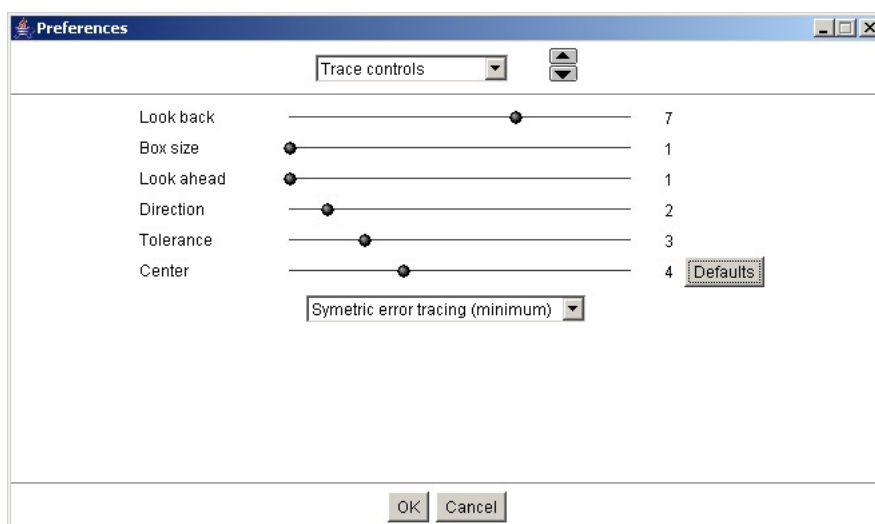 Preferences
Trace controls
Look back 7
Box size 1
Look ahead 1
Direction 2
Tolerance 3
Center 4 Defaults
Symetric error tracing (minimum)
OK Cancel